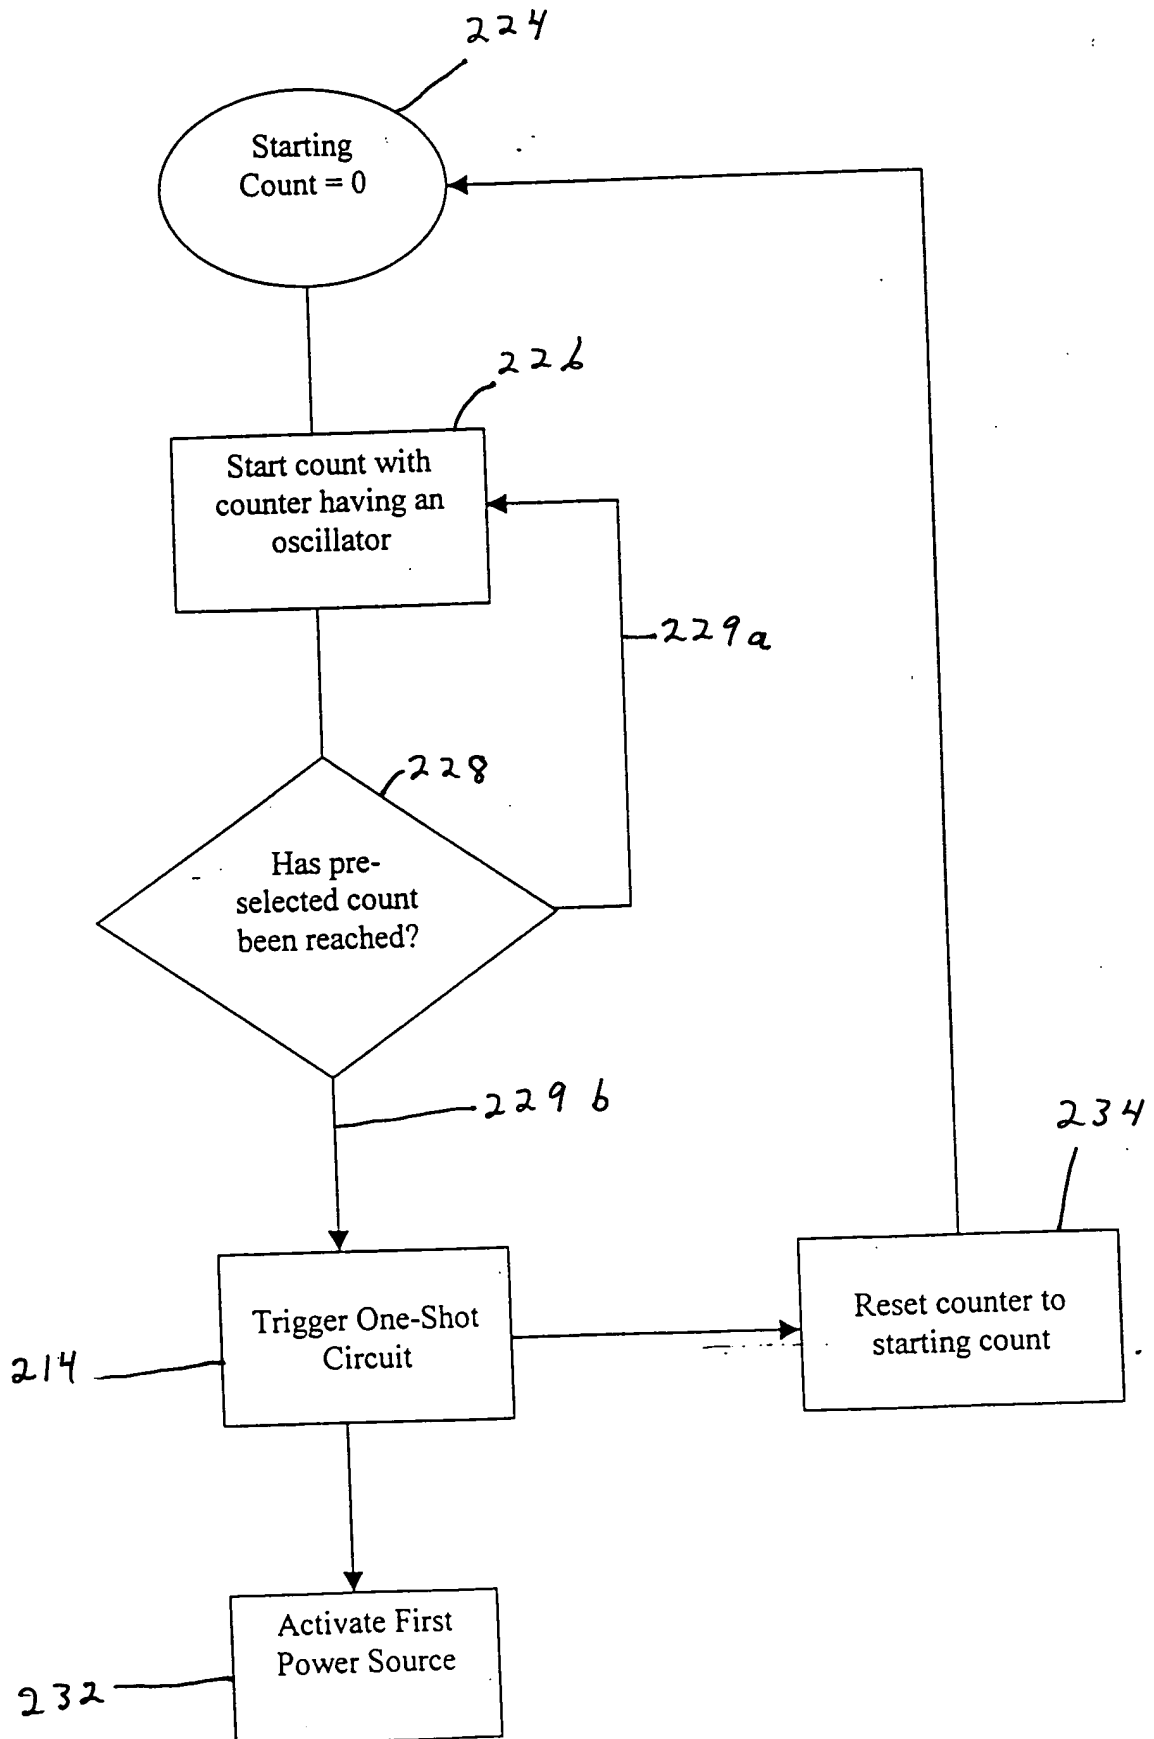 224
Starting
Count = 0
226
Start count with
counter having an
oscillator
229a
228
Has pre-
selected count
been reached?
229b
234
Trigger One-Shot
Circuit
214
Reset counter to
starting count
Activate First
Power Source
232